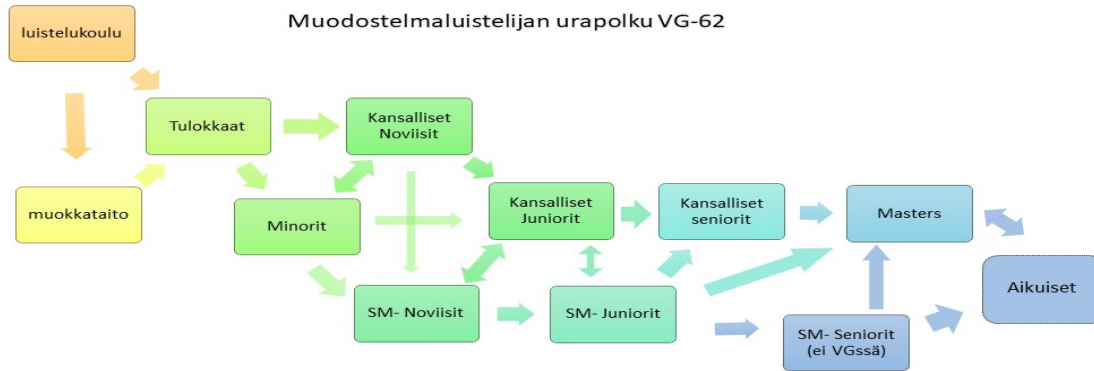 Muodostelmaluistelijan urapolku VG-62
luistelukoulu
Tulokkaat
Kansalliset
Noviisit
muokkataito
Minorit
Kansalliset
Juniorit
Kansalliset
seniorit
Masters
SM- Noviisit
SM- Juniorit
SM- Seniorit
(ei VGssä)
Aikuiset